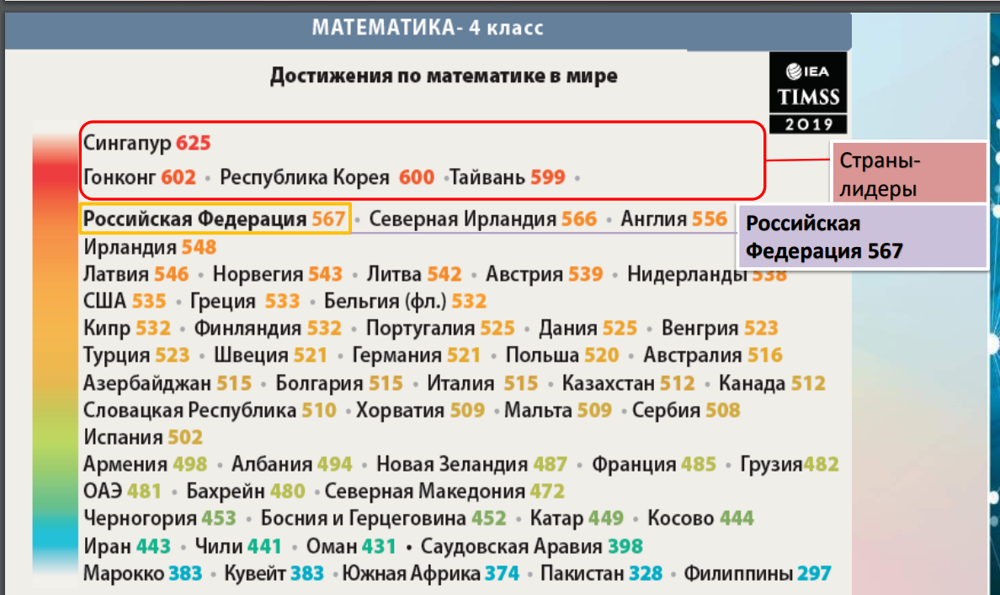 МАТЕМАТИКА- 4 класс
Достижения по математике в мире
IEA
TIMSS
2019
Сингапур 625
Гонконг 602 • Республика Корея 600 •Тайвань 599 •
Страны-
лидеры
Российская Федерация 567 • Северная Ирландия 566 • Англия 556
Российская
Федерация 567
Ирландия 548
Латвия 546 • Норвегия 543 • Литва 542 • Австрия 539 • Нидерланды 538
США 535 • Греция 533 • Бельгия (фл.) 532
Кипр 532 • Финляндия 532 • Португалия 525 • Дания 525 • Венгрия 523
Турция 523 • Швеция 521 • Германия 521 • Польша 520 • Австралия 516
Азербайджан 515 • Болгария 515 • Италия 515 • Казахстан 512 • Канада 512
Словацкая Республика 510 •Хорватия 509 •Мальта 509 •Сербия 508
Испания 502
Армения 498 • Албания 494 • Новая Зеландия 487 • Франция 485 • Грузия482
ОАЭ 481 • Бахрейн 480 •Северная Македония 472
Черногория 453 • Босния и Герцеговина 452 • Катар 449 • Косово 444
Иран 443 • Чили 441 • Оман 431 • Саудовская Аравия 398
Марокко 383 • Кувейт 383 •Южная Африка 374 • Пакистан 328 • Филиппины 297